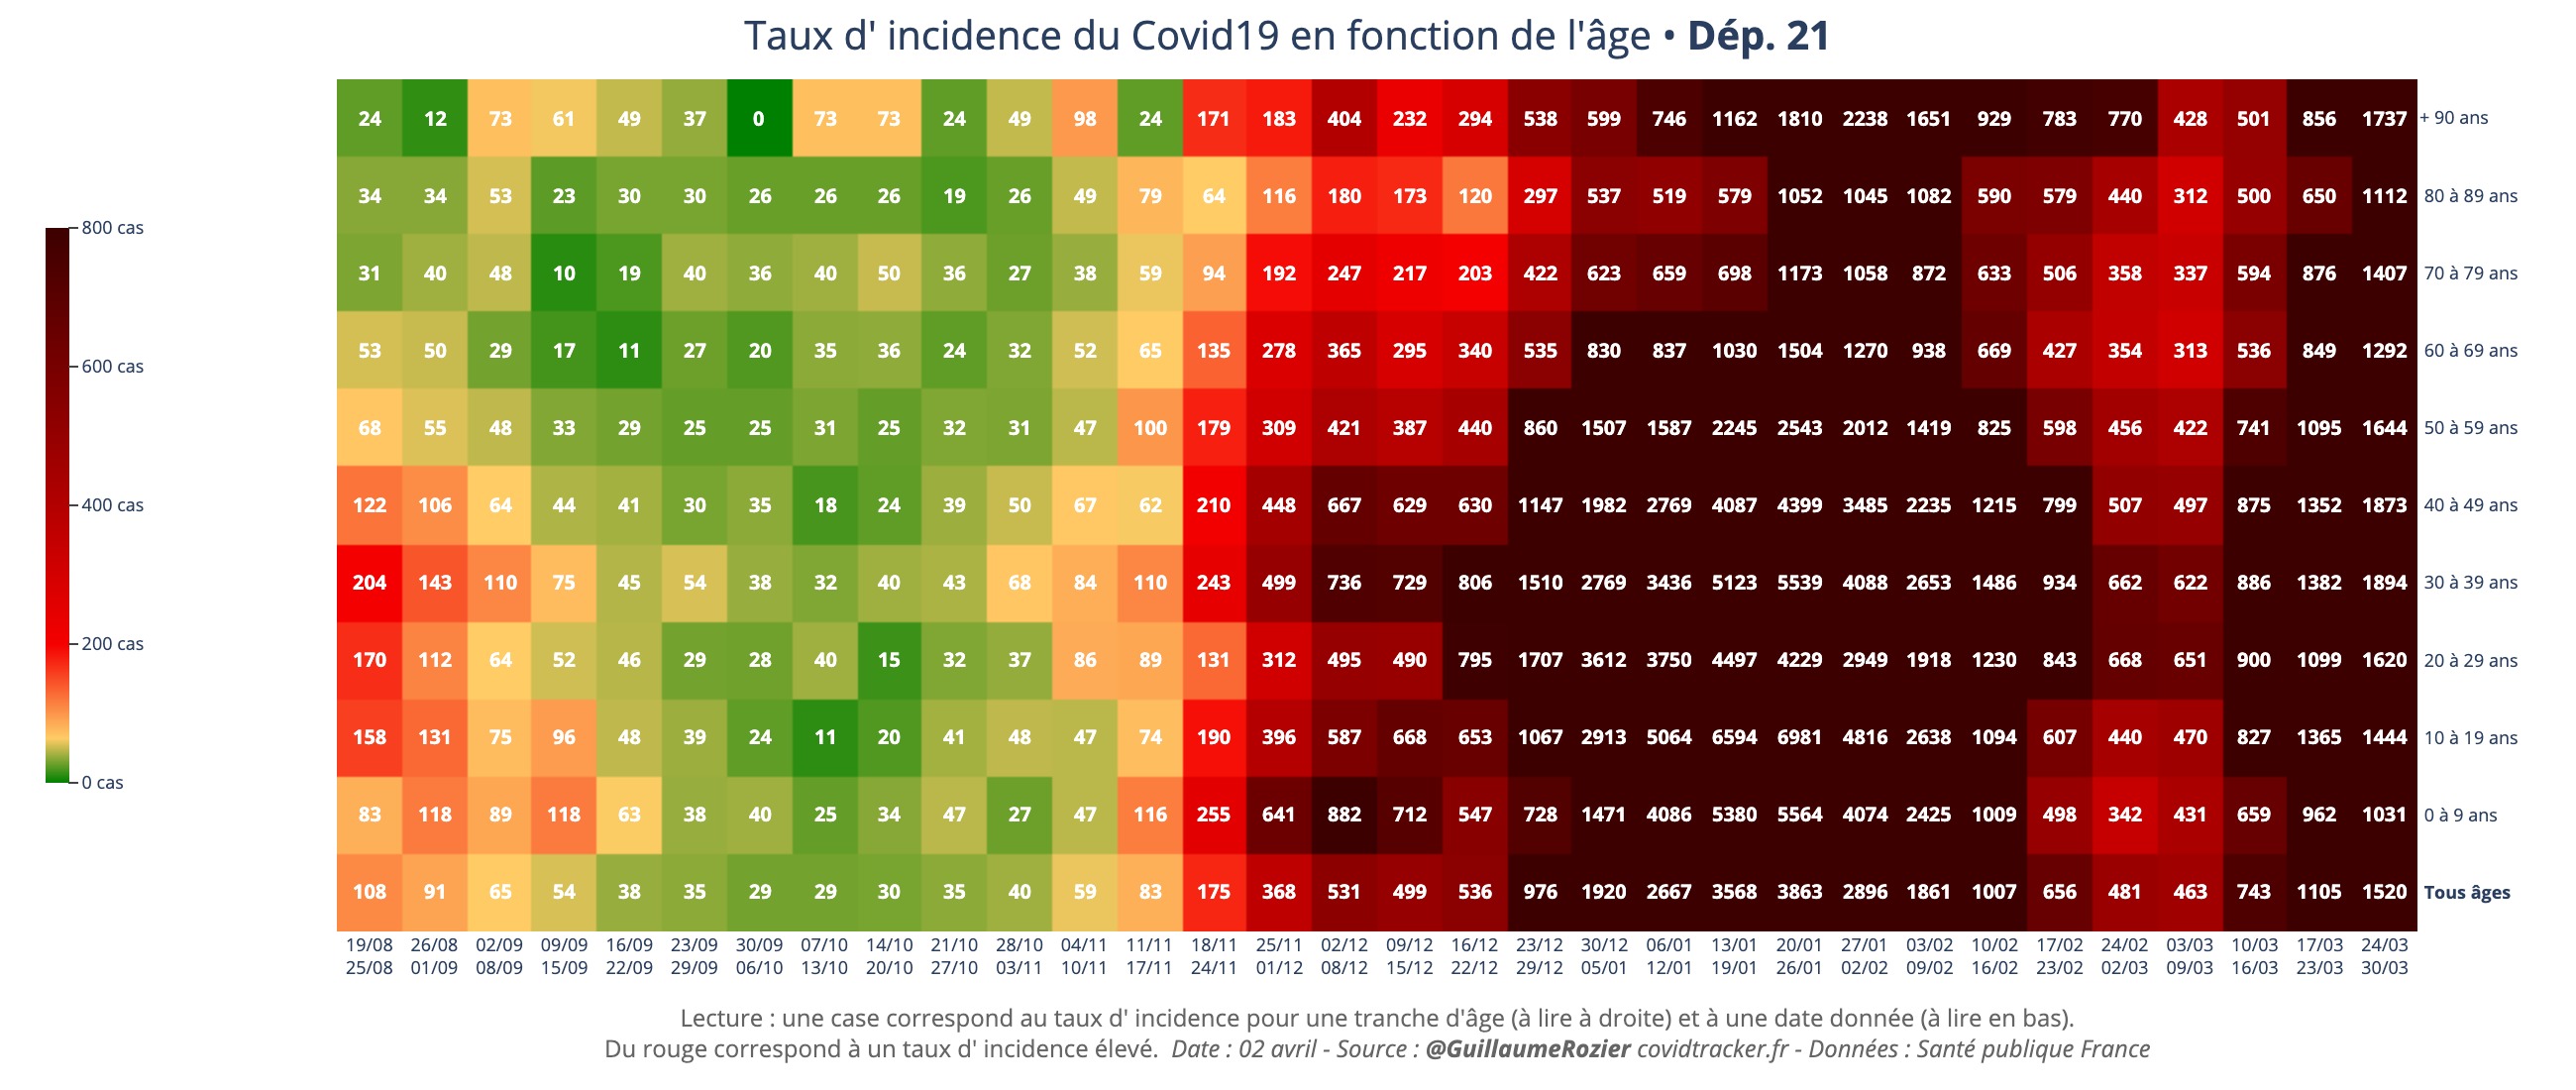 Taux d' incidence du Covid19 en fonction de l'âge • Dép. 21
800 cas
600 cas
400 cas
200 cas
0 cas
24 12 73 61 49 37 0 73 73 24 49 98 24 171 183 404 232 294 538 599 746 1162 1810 2238 1651 929 783 770 428 501 856 1737 + 90 ans
34 34 53 23 30 30 26 26 26 19 26 49 79 64 116 180 173 120 297 537 519 579 1052 1045 1082 590 579 440 312 500 650 1112 80 à 89 ans
31 40 48 10 19 40 36 40 50 36 27 38 59 94 192 247 217 203 422 623 659 698 1173 1058 872 633 506 358 337 594 876 1407 70 à 79 ans
53 50 29 17 11 27 20 35 36 24 32 52 65 135 278 365 295 340 535 830 837 1030 1504 1270 938 669 427 354 313 536 849 1292 60 à 69 ans
68 55 48 33 29 25 25 31 25 32 31 47 100 179 309 421 387 440 860 1507 1587 2245 2543 2012 1419 825 598 456 422 741 1095 1644 50 à 59 ans
122 106 64 44 41 30 35 18 24 39 50 67 62 210 448 667 629 630 1147 1982 2769 4087 4399 3485 2235 1215 799 507 497 875 1352 1873 40 à 49 ans
204 143 110 75 45 54 38 32 40 43 68 84 110 243 499 736 729 806 1510 2769 3436 5123 5539 4088 2653 1486 934 662 622 886 1382 1894 30 à 39 ans
170 112 64 52 46 29 28 40 15 32 37 86 89 131 312 495 490 795 1707 3612 3750 4497 4229 2949 1918 1230 843 668 651 900 1099 1620 20 à 29 ans
158 131 75 96 48 39 24 11 20 41 48 47 74 190 396 587 668 653 1067 2913 5064 6594 6981 4816 2638 1094 607 440 470 827 1365 1444 10 à 19 ans
83 118 89 118 63 38 40 25 34 47 27 47 116 255 641 882 712 547 728 1471 4086 5380 5564 4074 2425 1009 498 342 431 659 962 1031 0 à 9 ans
108 91 65 54 38 35 29 29 30 35 40 59 83 175 368 531 499 536 976 1920 2667 3568 3863 2896 1861 1007 656 481 463 743 1105 1520 Tous âges
19/08 26/08 02/09 09/09 16/09 23/09 30/09 07/10 14/10 21/10 28/10 04/11 11/11 18/11 25/11 02/12 09/12 16/12 23/12 30/12 06/01 13/01 20/01 27/01 03/02 10/02 17/02 24/02 03/03 10/03 17/03 24/03
25/08 01/09 08/09 15/09 22/09 29/09 06/10 13/10 20/10 27/10 03/11 10/11 17/11 24/11 01/12 08/12 15/12 22/12 29/12 05/01 12/01 19/01 26/01 02/02 09/02 16/02 23/02 02/03 09/03 16/03 23/03 30/03
Lecture : une case correspond au taux d' incidence pour une tranche d'âge (à lire à droite) et à une date donnée (à lire en bas).
Du rouge correspond à un taux d' incidence élevé. Date : 02 avril - Source : @GuillaumeRozier covidtracker.fr - Données : Santé publique France